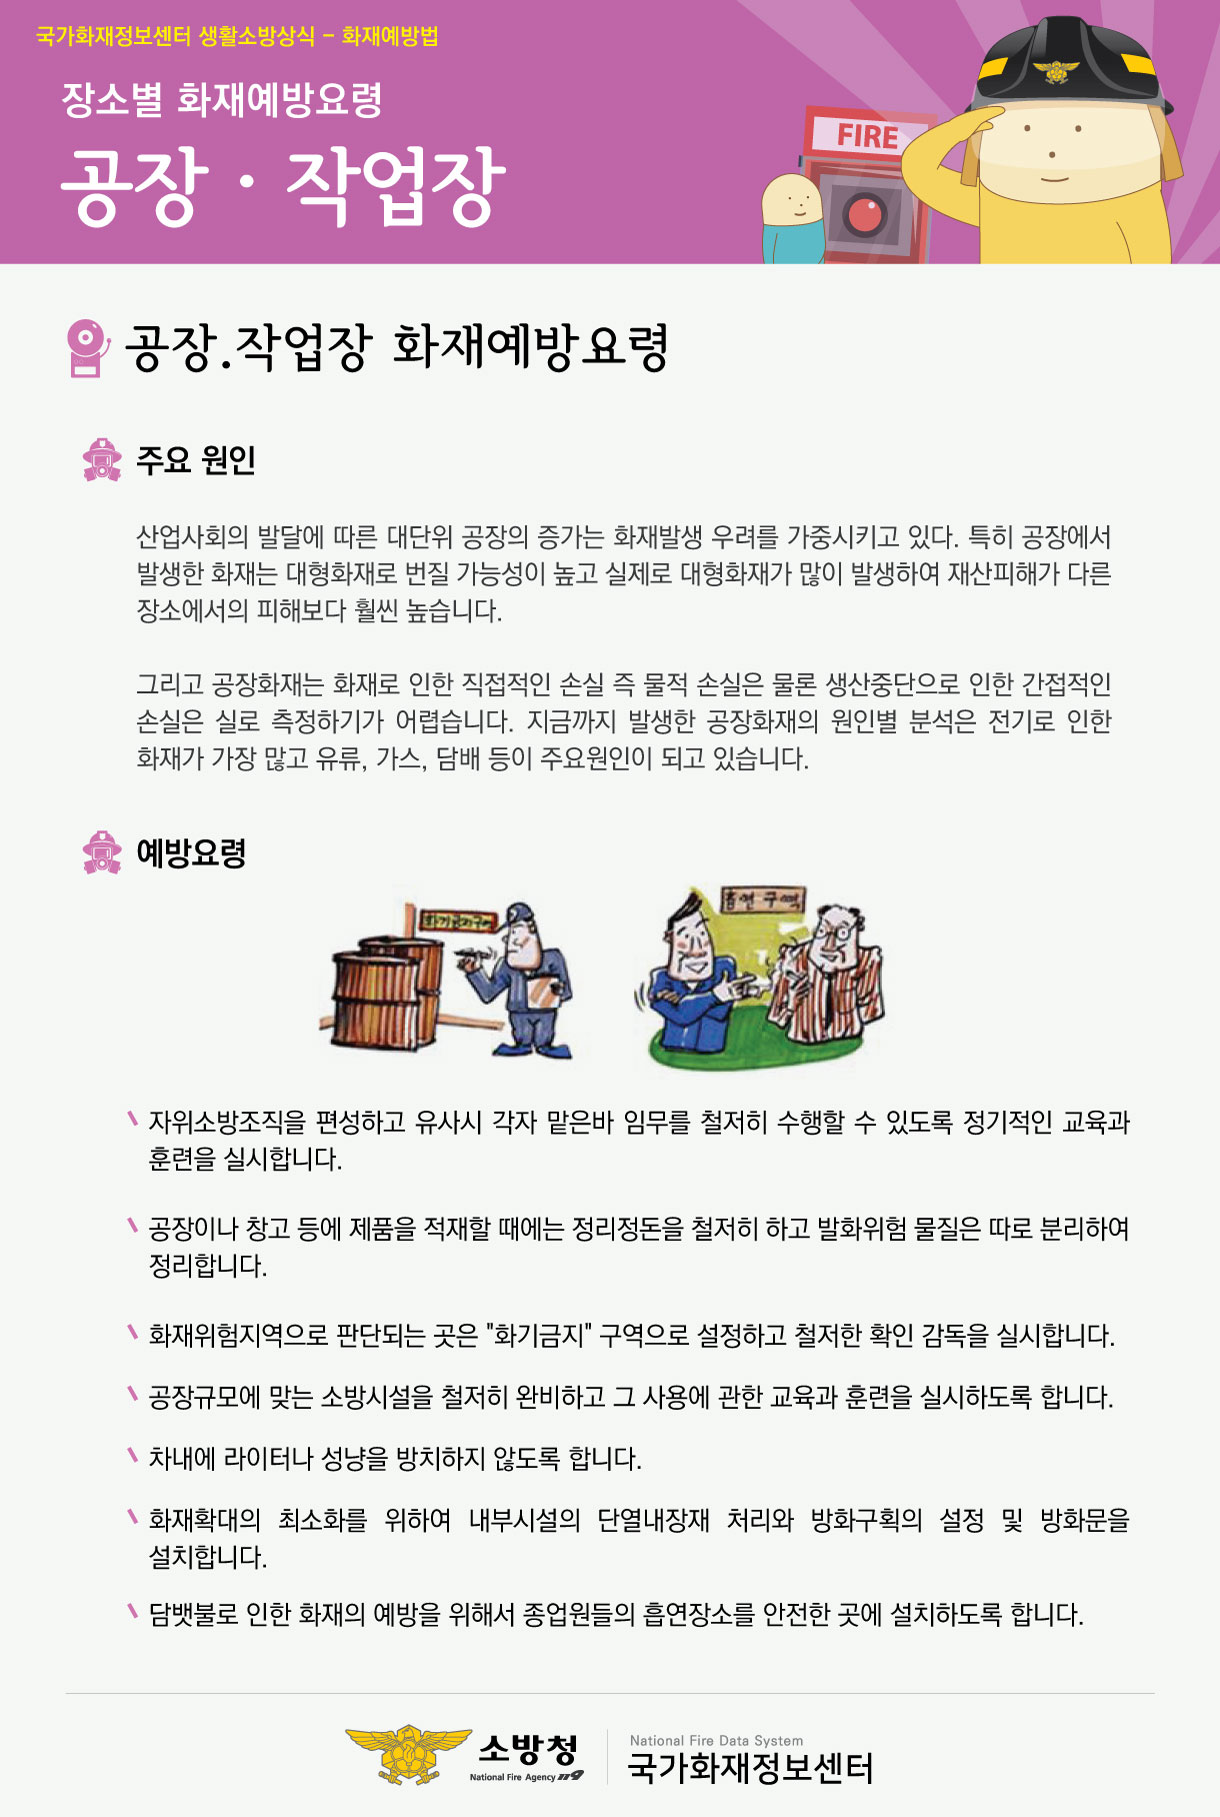 국가화재정보센터 생활소방상식 - 화재예방법
장소별 화재예방요령
공장 · 작업장
FIRE
공장.작업장 화재예방요령
주요 원인
산업사회의 발달에 따른 대단위 공장의 증가는 화재발생 우려를 가중시키고 있다. 특히 공장에서
발생한 화재는 대형화재로 번질 가능성이 높고 실제로 대형화재가 많이 발생하여 재산피해가 다른
장소에서의 피해보다 훨씬 높습니다.
그리고 공장화재는 화재로 인한 직접적인 손실 즉 물적 손실은 물론 생산중단으로 인한 간접적인
손실은 실로 측정하기가 어렵습니다. 지금까지 발생한 공장화재의 원인별 분석은 전기로 인한
화재가 가장 많고 유류, 가스, 담배 등이 주요원인이 되고 있습니다.
예방요령
화기금지구역
흡연구역
자위소방조직을 편성하고 유사시 각자 맡은바 임무를 철저히 수행할 수 있도록 정기적인 교육과
훈련을 실시합니다.
공장이나 창고 등에 제품을 적재할 때에는 정리정돈을 철저히 하고 발화위험 물질은 따로 분리하여
정리합니다.
화재위험지역으로 판단되는 곳은 "화기금지" 구역으로 설정하고 철저한 확인 감독을 실시합니다.
공장규모에 맞는 소방시설을 철저히 완비하고 그 사용에 관한 교육과 훈련을 실시하도록 합니다.
차내에 라이터나 성냥을 방치하지 않도록 합니다.
화재확대의 최소화를 위하여 내부시설의 단열내장재 처리와 방화구획의 설정 및 방화문을
설치합니다.
담뱃불로 인한 화재의 예방을 위해서 종업원들의 흡연장소를 안전한 곳에 설치하도록 합니다.
소방청
National Fire Agency 119
National Fire Data System
국가화재정보센터